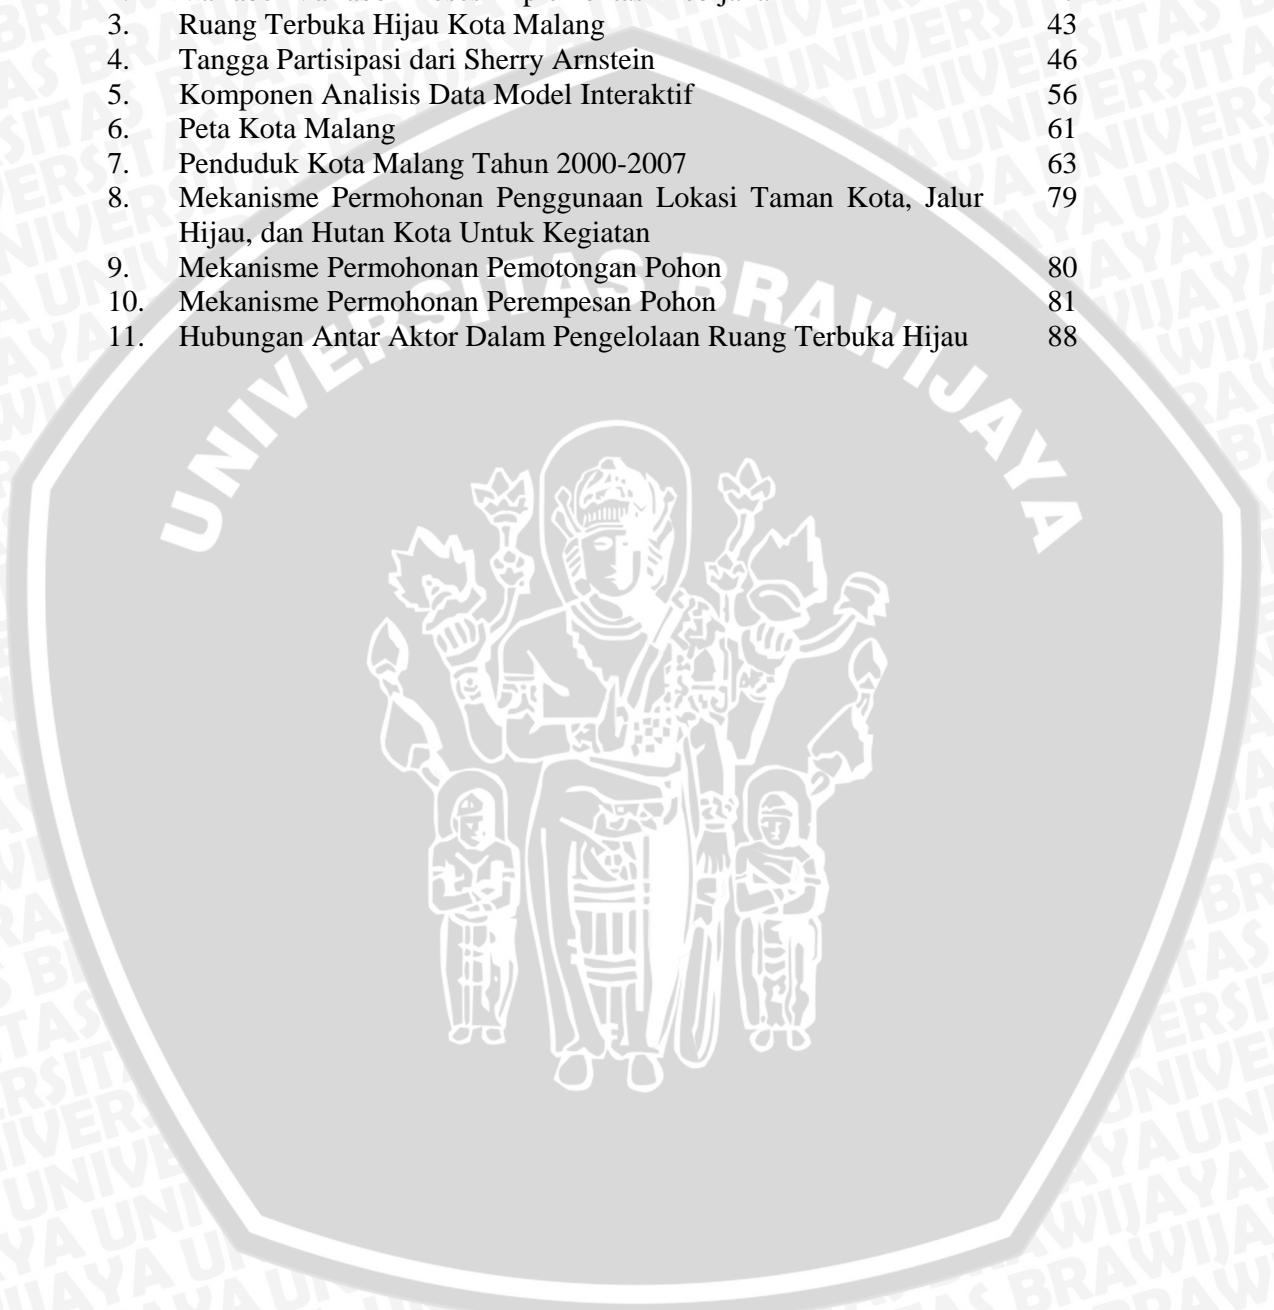 3. Ruang Terbuka Hijau Kota Malang 43
4. Tangga Partisipasi dari Sherry Arnstein 46
5. Komponen Analisis Data Model Interaktif 56
6. Peta Kota Malang 61
7. Penduduk Kota Malang Tahun 2000-2007 63
8. Mekanisme Permohonan Penggunaan Lokasi Taman Kota, Jalur 79
Hijau, dan Hutan Kota Untuk Kegiatan
9. Mekanisme Permohonan Pemotongan Pohon 80
10. Mekanisme Permohonan Perempesan Pohon 81
11. Hubungan Antar Aktor Dalam Pengelolaan Ruang Terbuka Hijau 88
UNIVERSITAS BRAWIJAYA